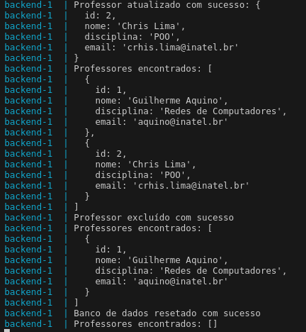 backend-1  | Professor atualizado com sucesso: {
backend-1  |   id: 2,
backend-1  |   nome: 'Chris Lima',
backend-1  |   disciplina: 'POO',
backend-1  |   email: 'crhis.lima@inatel.br'
backend-1  | }
backend-1  | Professores encontrados: [
backend-1  |   {
backend-1  |     id: 1,
backend-1  |     nome: 'Guilherme Aquino',
backend-1  |     disciplina: 'Redes de Computadores',
backend-1  |     email: 'aquino@inatel.br'
backend-1  |   },
backend-1  |   {
backend-1  |     id: 2,
backend-1  |     nome: 'Chris Lima',
backend-1  |     disciplina: 'POO',
backend-1  |     email: 'crhis.lima@inatel.br'
backend-1  |   }
backend-1  | ]
backend-1  | Professor excluído com sucesso
backend-1  | Professores encontrados: [
backend-1  |   {
backend-1  |     id: 1,
backend-1  |     nome: 'Guilherme Aquino',
backend-1  |     disciplina: 'Redes de Computadores',
backend-1  |     email: 'aquino@inatel.br'
backend-1  |   }
backend-1  | ]
backend-1  | Banco de dados resetado com sucesso
backend-1  | Professores encontrados: []